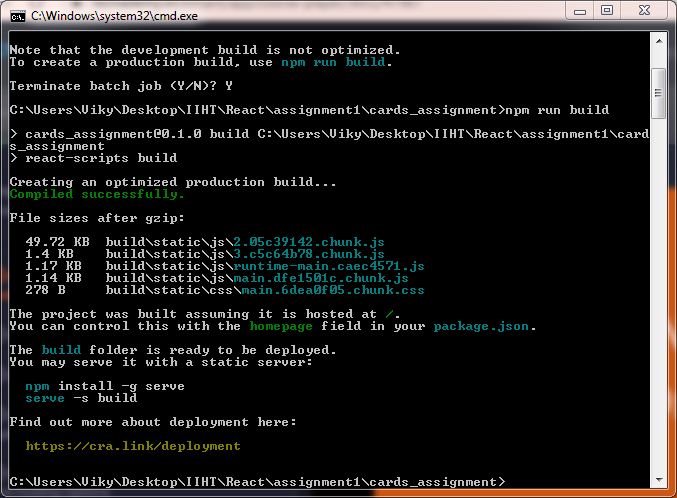 C:\Windows\system32\cmd.exe
Note that the development build is not optimized.
To create a production build, use npm run build.
Terminate batch job (Y/N)? Y
C:\Users\Viky\Desktop\IIHT\React\assignment1\cards_assignment>npm run build
> cards_assignment@0.1.0 build C:\Users\Viky\Desktop\IIHT\React\assignment1\card
s_assignment
> react-scripts build
Creating an optimized production build...
Compiled successfully.
File sizes after gzip:
49.72 KB  build\static\js\2.05c39142.chunk.js
1.4 KB    build\static\js\3.c5c64b78.chunk.js
1.17 KB   build\static\js\runtime-main.caec4571.js
1.14 KB   build\static\js\main.dfe1501c.chunk.js
278 B     build\static\css\main.6dea0f05.chunk.css
The project was built assuming it is hosted at /.
You can control this with the homepage field in your package.json.
The build folder is ready to be deployed.
You may serve it with a static server:
npm install -g serve
serve -s build
Find out more about deployment here:
https://cra.link/deployment
C:\Users\Viky\Desktop\IIHT\React\assignment1\cards_assignment>